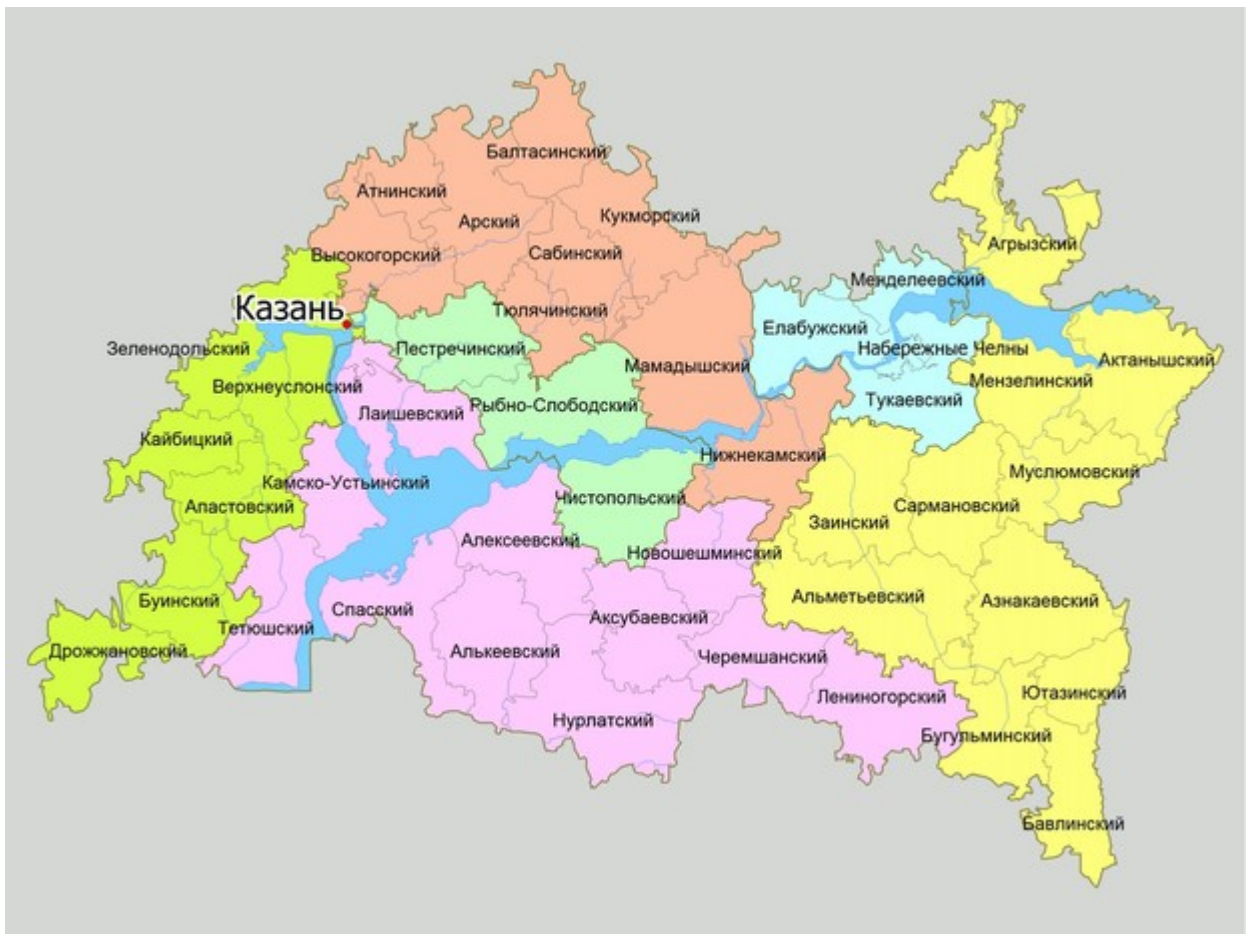 Балтасинский
Атнинский
Арский
Кукморский
Агрызский
Высокогорский
Сабинский
Менделеевский
Казань
Тюлячинский
Елабужский
Зеленодольский
Пестречинский
Набережные Челны
Актанышский
Мамадышский
Верхнеуслонский
Мензелинский
Лаишевский
Рыбно-Слободский
Тукаевский
Кайбицкий
Нижнекамский
Муслюмовский
Камско-Устьинский
Чистопольский
Апастовский
Сармановский
Заинский
Алексеевский
Новошешминский
Альметьевский
Азнакаевский
Буинский
Спасский
Аксубаевский
Тетюшский
Дрожжановский
Алькеевский
Черемшанский
Лениногорский
Ютазинский
Нурлатский
Бугульминский
Бавлинский